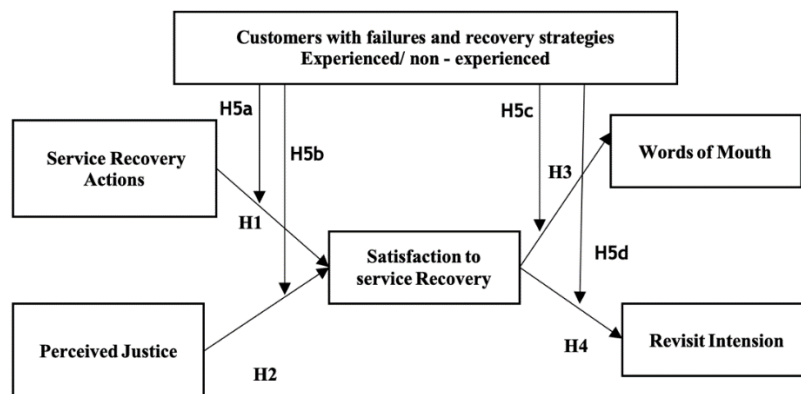 Customers with failures and recovery strategies
Experienced/ non - experienced
H5a
H5b
H5c
Service Recovery
Actions
H1
H3
Words of Mouth
Satisfaction to
service Recovery
H5d
Perceived Justice
H2
H4
Revisit Intension